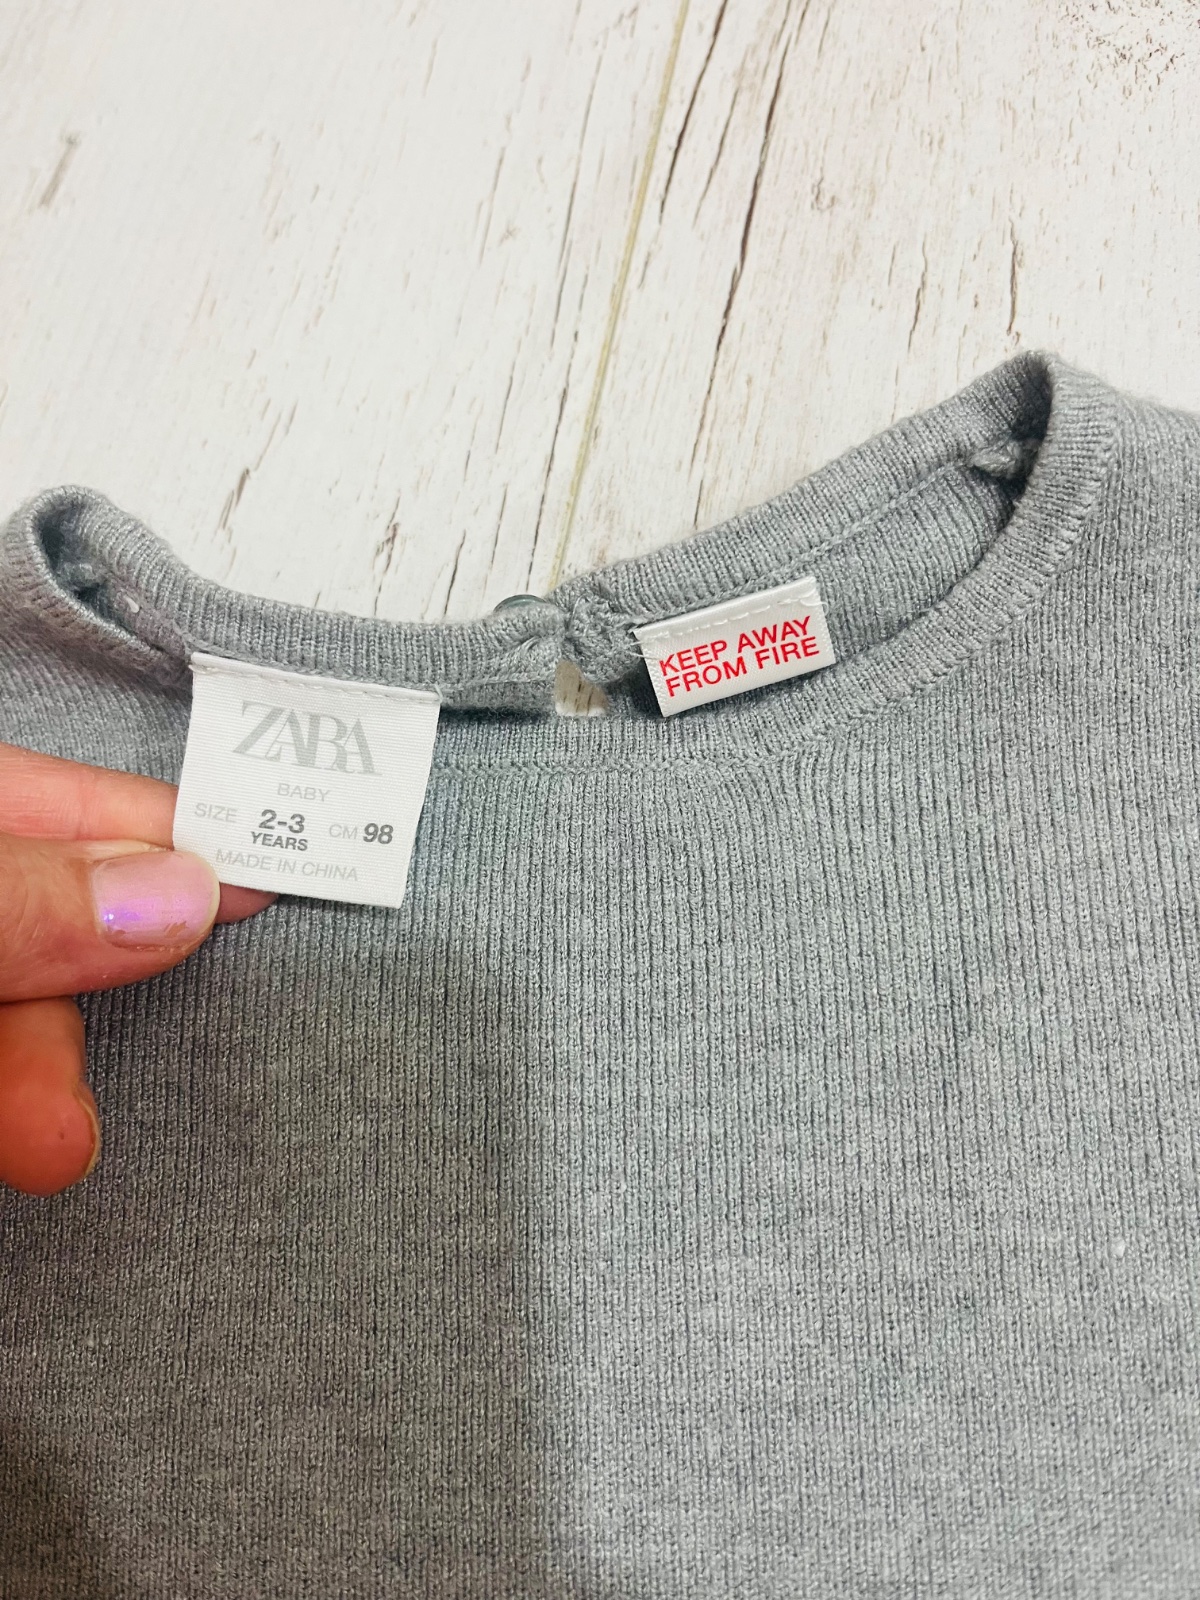 ZARA
BABY
SIZE 2-3 YEARS CM 98
MADE IN CHINA
KEEP AWAY
FROM FIRE